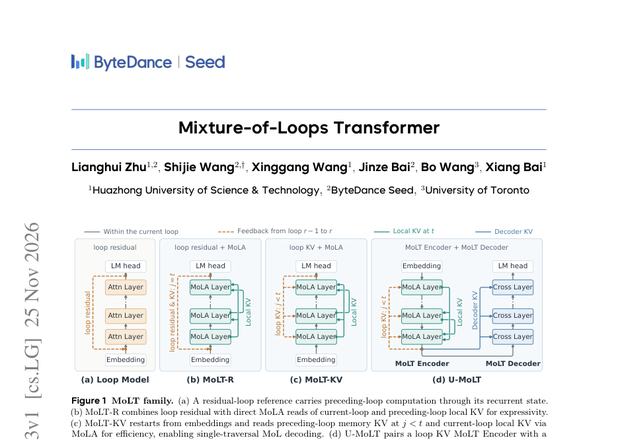 ByteDance | Seed
Mixture-of-Loops Transformer
Lianghui Zhu1,2, Shijie Wang2,†, Xinggang Wang1, Jinze Bai2, Bo Wang3, Xiang Bai1
1Huazhong University of Science & Technology, 2ByteDance Seed, 3University of Toronto
3v1 [cs.LG] 25 Nov 2026
Within the current loop
Feedback from loop r − 1 to r
Local KV at t
Decoder KV
loop residual
LM head
Attn Layer
Attn Layer
Attn Layer
Embedding
loop residual
(a) Loop Model
loop residual + MoLA
LM head
MoLA Layer
MoLA Layer
MoLA Layer
Embedding
loop residual & KV: j = t
Local KV
(b) MoLT-R
loop KV + MoLA
LM head
MoLA Layer
MoLA Layer
MoLA Layer
Embedding
loop KV: j < t
Local KV
(c) MoLT-KV
MoLT Encoder + MoLT Decoder
Embedding
MoLA Layer
MoLA Layer
MoLA Layer
loop KV: j < t
Local KV
MoLT Encoder
Decoder KV
LM head
Cross Layer
Cross Layer
Cross Layer
MoLT Decoder
(d) U-MoLT
Figure 1 MoLT family. (a) A residual-loop reference carries preceding-loop computation through its recurrent state.
(b) MoLT-R combines loop residual with direct MoLA reads of current-loop and preceding-loop local KV for expressivity.
(c) MoLT-KV restarts from embeddings and reads preceding-loop memory KV at j < t and current-loop local KV via
MoLA for efficiency, enabling single-traversal MoL decoding. (d) U-MoLT pairs a loop KV MoLT Encoder with a